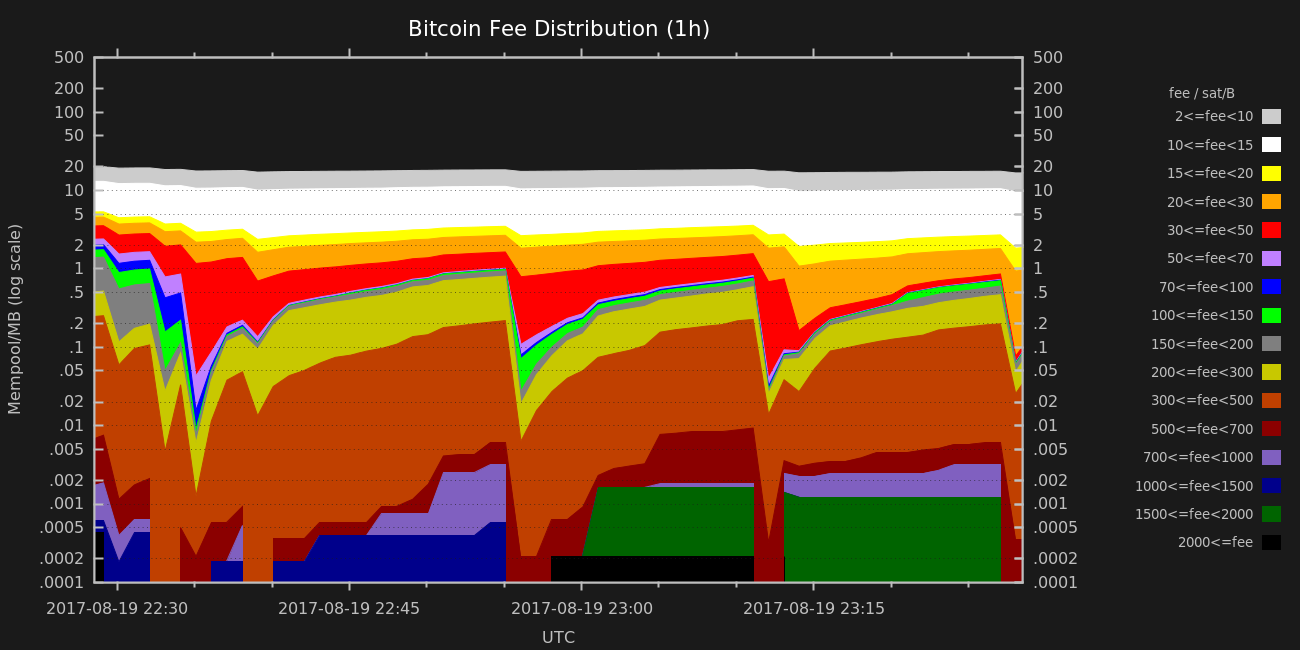 Bitcoin Fee Distribution (1h)
500 500
200 200
100 100
50 50
20 20
10 10
5 5
2 2
1 1
.5 .5
.2 .2
.1 .1
.05 .05
.02 .02
.01 .01
.005 .005
.002 .002
.001 .001
.0005 .0005
.0002 .0002
.0001 .0001
Mempool/MB (log scale)
2017-08-19 22:30 2017-08-19 22:45 2017-08-19 23:00 2017-08-19 23:15
UTC
fee / sat/B
2<=fee<10
10<=fee<15
15<=fee<20
20<=fee<30
30<=fee<50
50<=fee<70
70<=fee<100
100<=fee<150
150<=fee<200
200<=fee<300
300<=fee<500
500<=fee<700
700<=fee<1000
1000<=fee<1500
1500<=fee<2000
2000<=fee